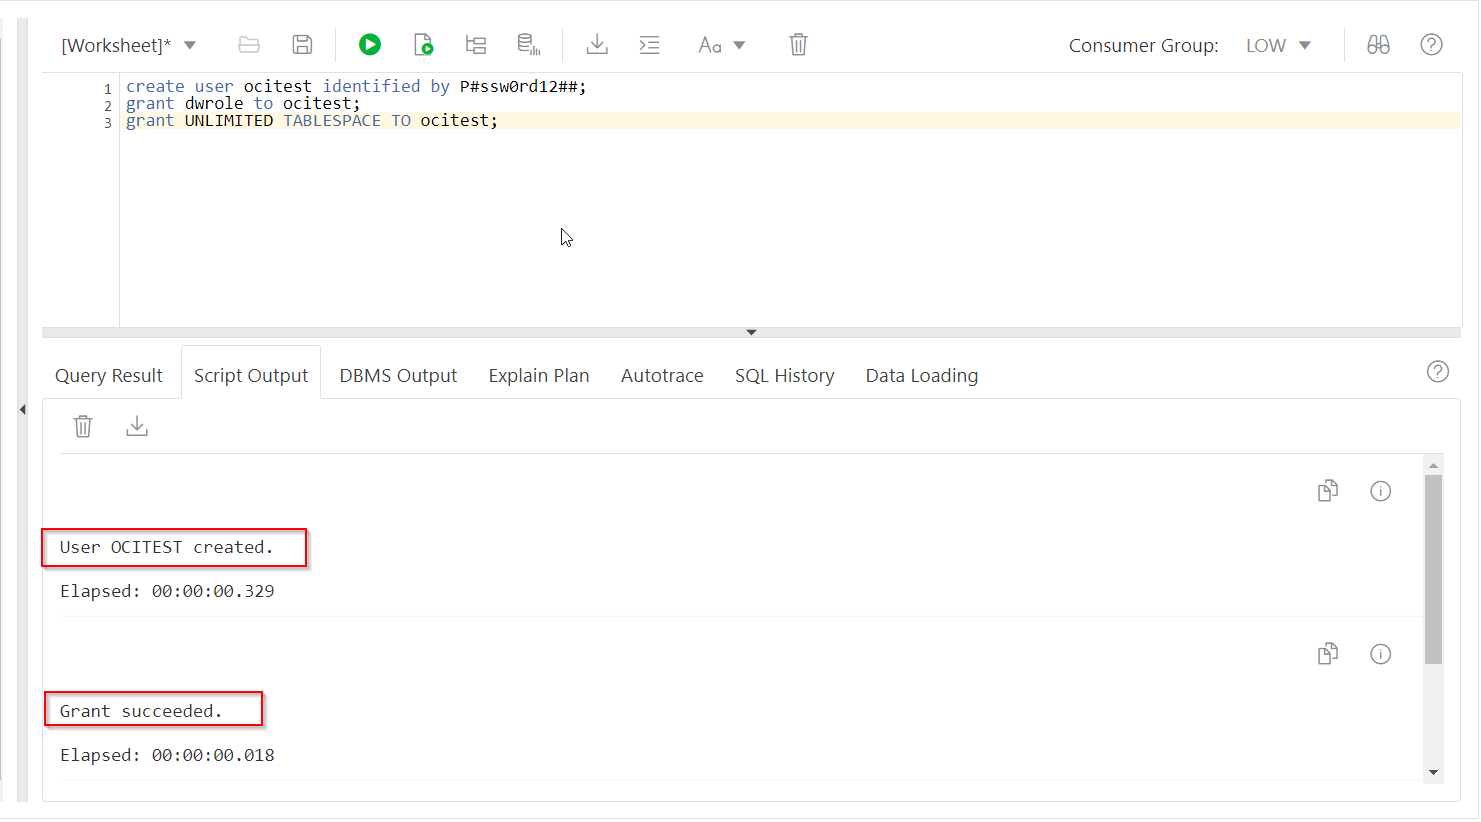 [Worksheet]* Aa Consumer Group: LOW
1 create user ocitest identified by P#ssw0rd12##;
2 grant dwrole to ocitest;
3 grant UNLIMITED TABLESPACE TO ocitest;
Query Result Script Output DBMS Output Explain Plan Autotrace SQL History Data Loading
User OCITEST created.
Elapsed: 00:00:00.329
Grant succeeded.
Elapsed: 00:00:00.018